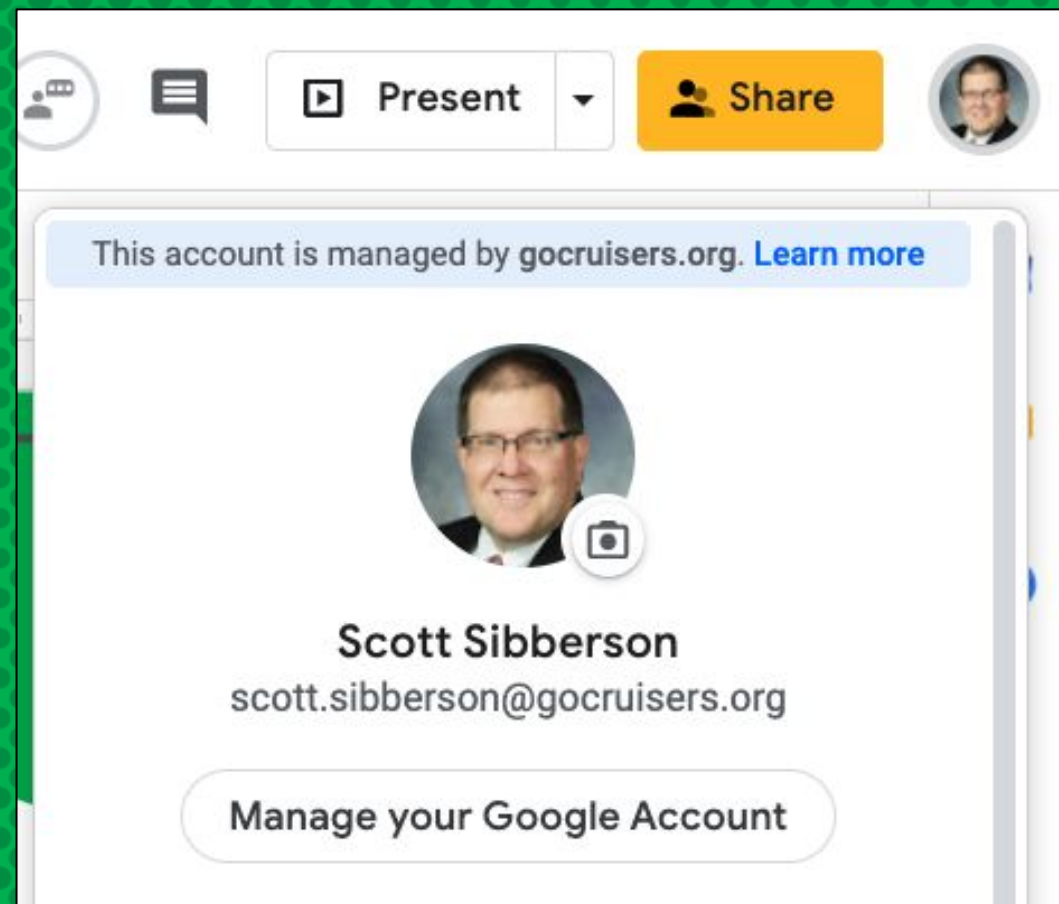 Present
Share
This account is managed by gocruisers.org. Learn more
Scott Sibberson
scott.sibberson@gocruisers.org
Manage your Google Account